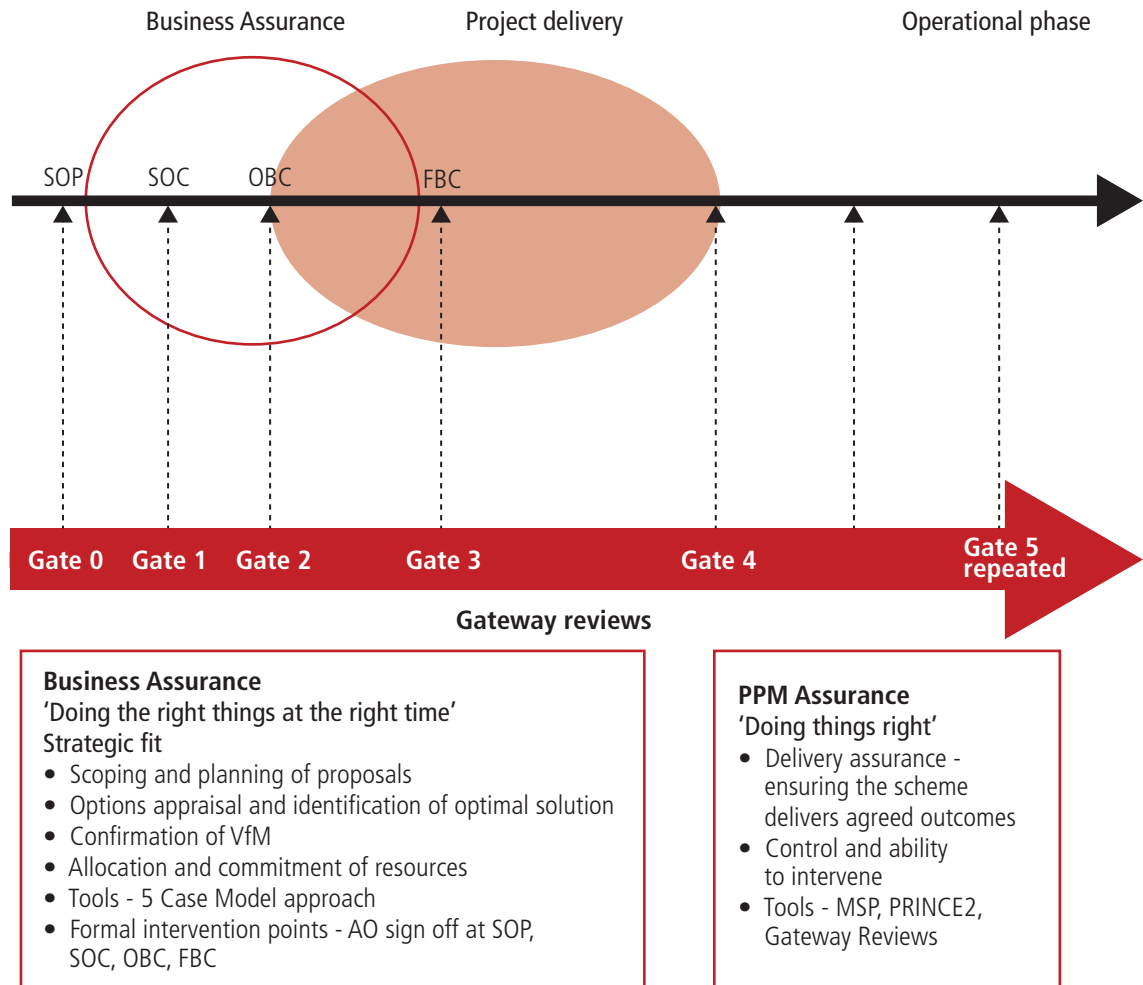 Business Assurance
Project delivery
Operational phase
SOP
SOC
OBC
FBC
Gate 0
Gate 1
Gate 2
Gate 3
Gate 4
Gate 5
repeated
Gateway reviews
Business Assurance
‘Doing the right things at the right time’
Strategic fit
• Scoping and planning of proposals
• Options appraisal and identification of optimal solution
• Confirmation of VfM
• Allocation and commitment of resources
• Tools - 5 Case Model approach
• Formal intervention points - AO sign off at SOP,
SOC, OBC, FBC
PPM Assurance
‘Doing things right’
• Delivery assurance -
ensuring the scheme
delivers agreed outcomes
• Control and ability
to intervene
• Tools - MSP, PRINCE2,
Gateway Reviews